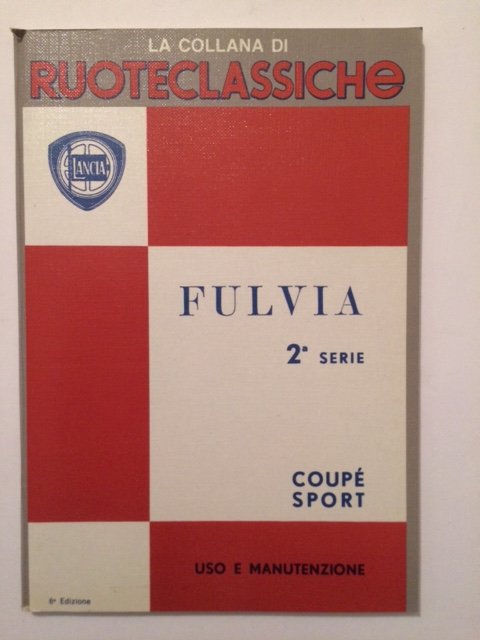 LA COLLANA DI
RUOTECLASSICHE
LANCIA
FULVIA
2ª SERIE
COUPÉ
SPORT
USO E MANUTENZIONE
6ª Edizione